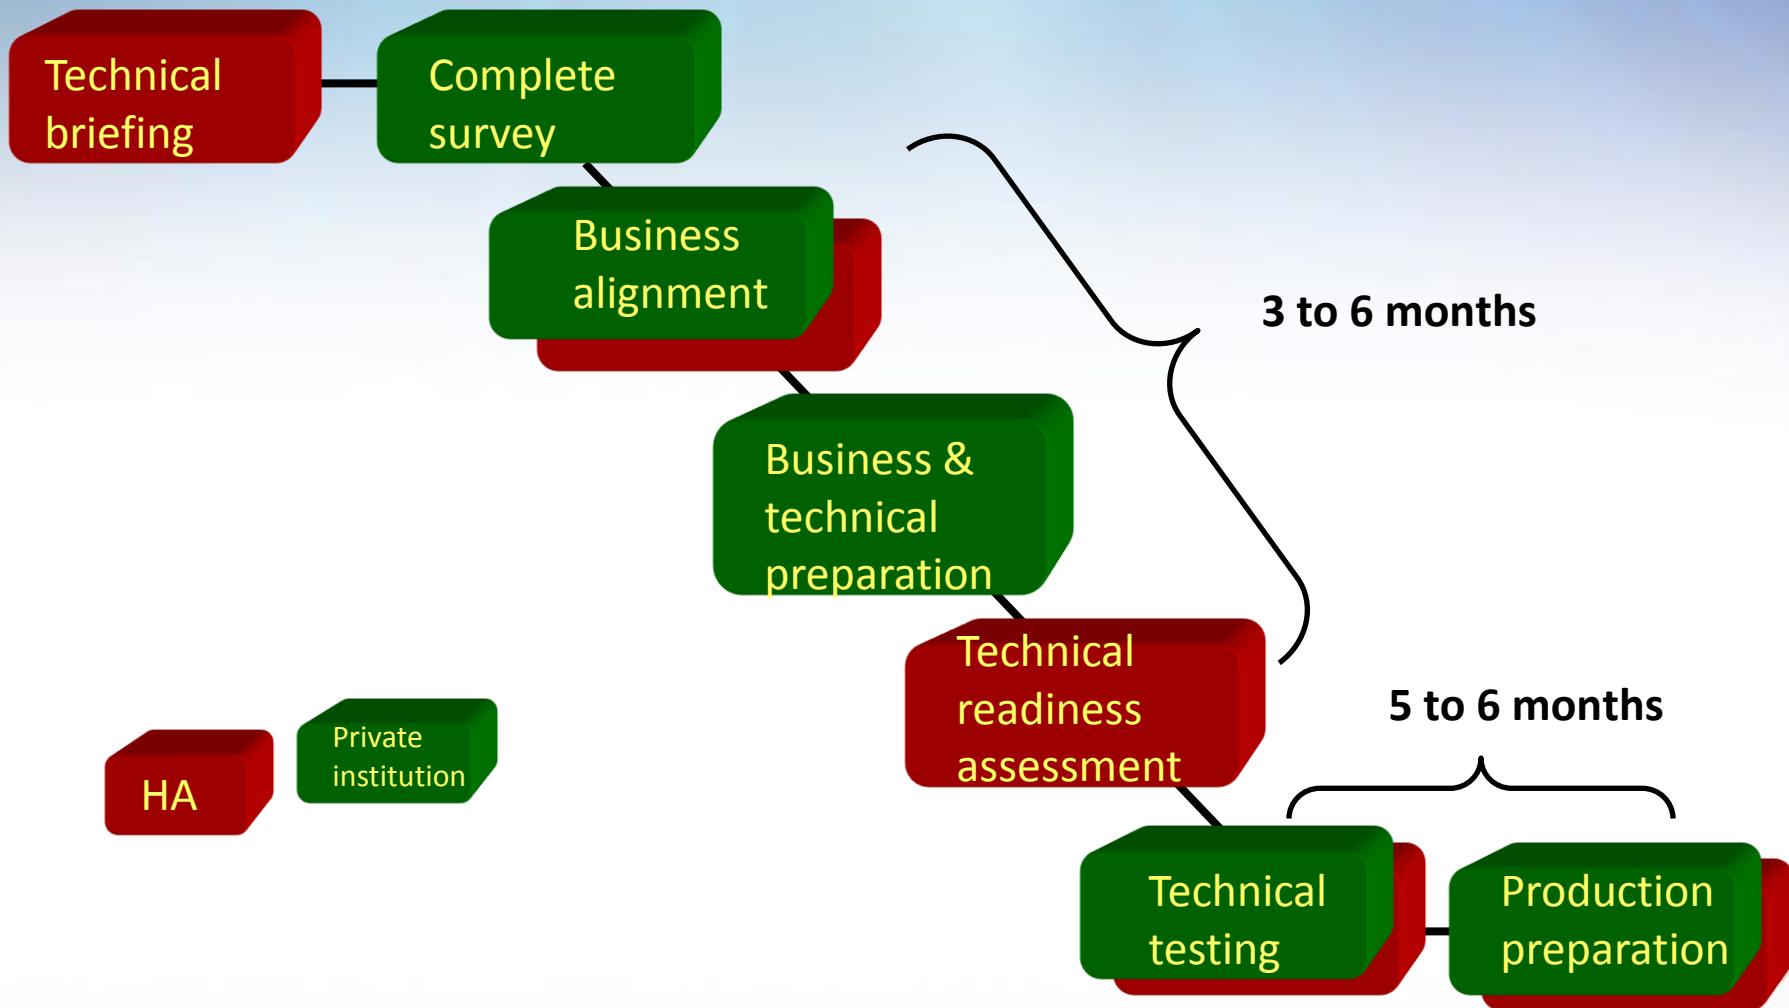 Technical
briefing
Complete
survey
Business
alignment
3 to 6 months
Business &
technical
preparation
Technical
readiness
assessment
5 to 6 months
HA
Private
institution
Technical
testing
Production
preparation